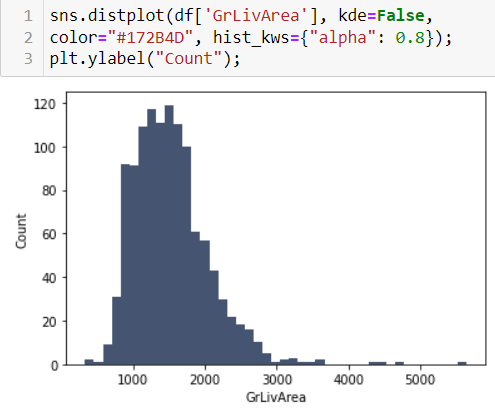 1 sns.distplot(df['GrLivArea'], kde=False,
2 color="#172B4D", hist_kws={"alpha": 0.8});
3 plt.ylabel("Count");
120
100
80
60
40
20
0
Count
1000 2000 3000 4000 5000
GrLivArea